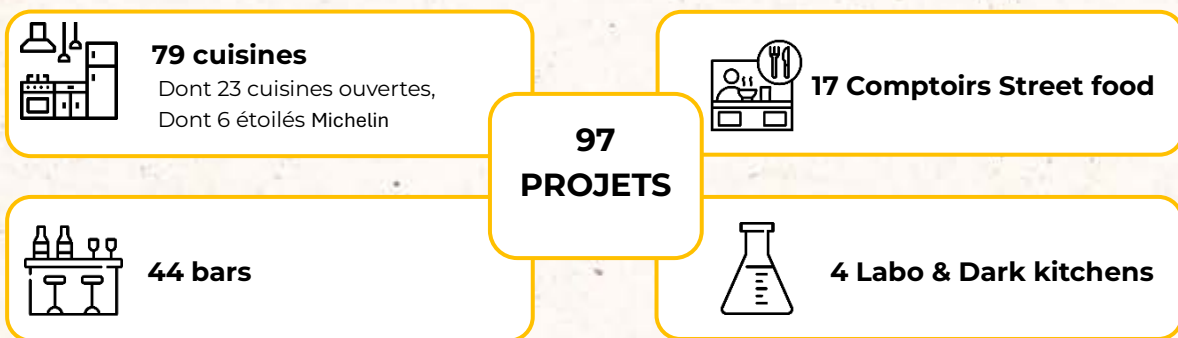 79 cuisines
Dont 23 cuisines ouvertes,
Dont 6 étoilés Michelin
17 Comptoirs Street food
97
PROJETS
44 bars
4 Labo & Dark kitchens